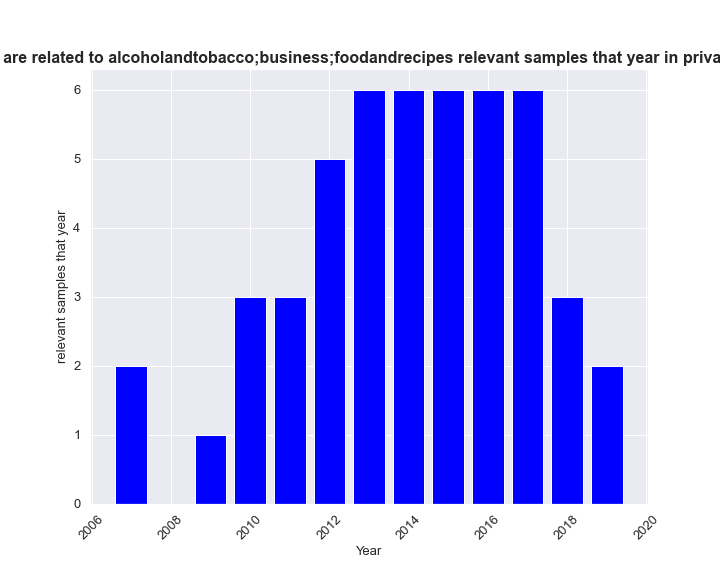 are related to alcoholandtobacco;business;foodandrecipes relevant samples that year in priva
relevant samples that year
6
5
4
3
2
1
0
2006 2008 2010 2012 2014 2016 2018 2020
Year